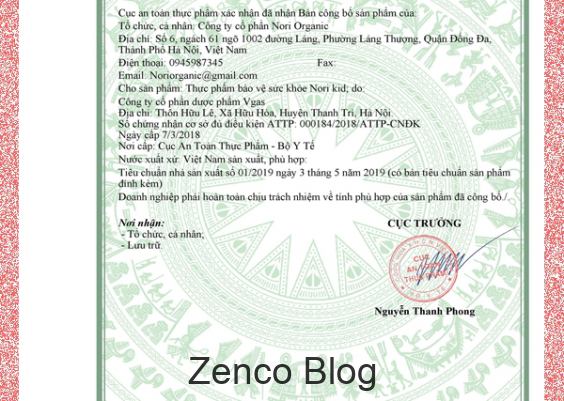 Cục an toàn thực phẩm xác nhận đã nhận Bản công bố sản phẩm của:
Tổ chức, cá nhân: Công ty cổ phần Nori Organic
Địa chỉ: Số 6, ngách 61 ngõ 1002 đường Láng, Phường Láng Thượng, Quận Đống Đa,
Thành Phố Hà Nội, Việt Nam
Điện thoại: 0945987345 Fax:
Email: Noriorganic@gmail.com
Cho sản phẩm: Thực phẩm bảo vệ sức khỏe Nori kid; do:
Công ty cổ phần dược phẩm Vgas
Địa chỉ: Thôn Hữu Lê, Xã Hữu Hòa, Huyện Thanh Trì, Hà Nội
Số chứng nhận cơ sở đủ điều kiện ATTP: 000184/2018/ATTP-CNĐK
Ngày cấp 7/3/2018
Nơi cấp: Cục An Toàn Thực Phẩm - Bộ Y Tế
Nước xuất xứ: Việt Nam sản xuất, phù hợp:
Tiêu chuẩn nhà sản xuất số 01/2019 ngày 3 tháng 5 năm 2019 (có bản tiêu chuẩn sản phẩm
đính kèm)
Doanh nghiệp phải hoàn toàn chịu trách nhiệm về tính phù hợp của sản phẩm đã công bố./.
Nơi nhận:
- Tổ chức, cá nhân;
- Lưu trữ.
CỤC TRƯỞNG
CỤC
AN
Nguyễn Thanh Phong
Zenco Blog